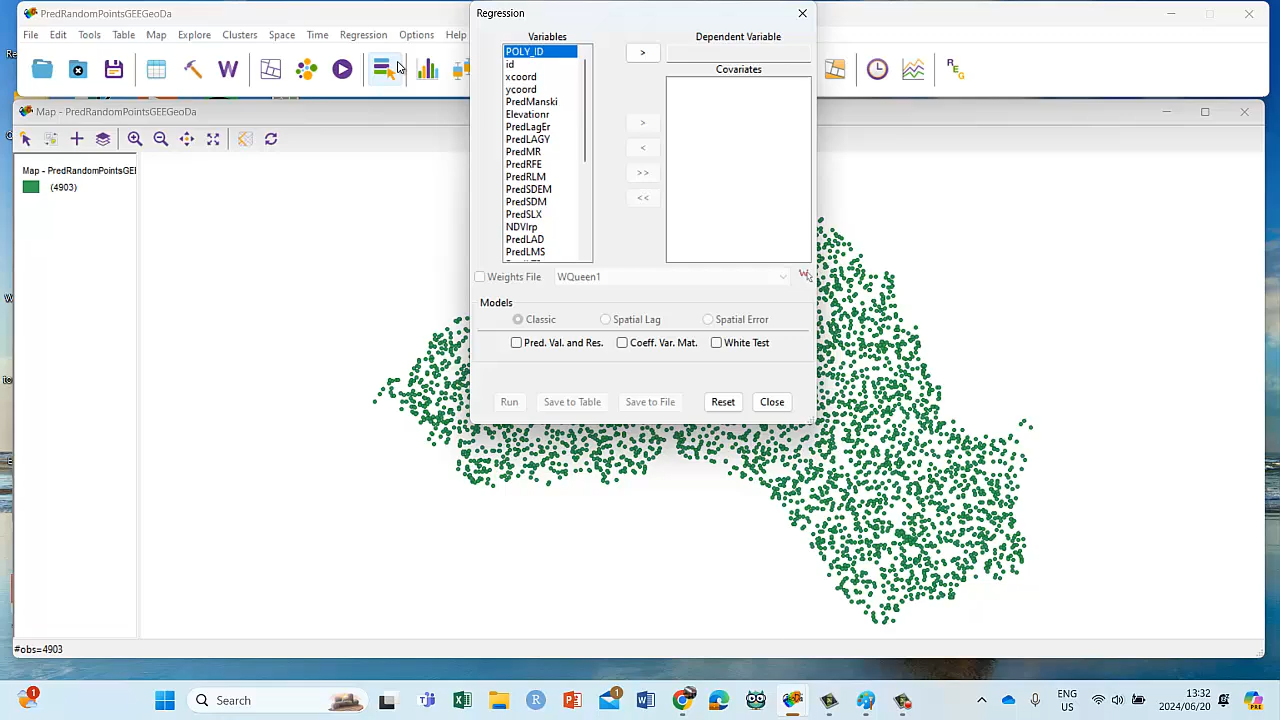 PredRandomPointsGEEGeoDa
File Edit Tools Table Map Explore Clusters Space Time Regression Options Help
W
REG
Map - PredRandomPointsGEEGeoDa
Map - PredRandomPointsGEE
(4903)
Regression
Variables
POLY_ID
id
xcoord
ycoord
PredManski
Elevationr
PredLagEr
PredLAGY
PredMR
PredRFE
PredRLM
PredSDEM
PredSDM
PredSLX
NDVIrp
PredLAD
PredLMS
>
>
<
>>
<<
Dependent Variable
Covariates
Weights File WQueen1
Models
Classic Spatial Lag Spatial Error
Pred. Val. and Res. Coeff. Var. Mat. White Test
Run Save to Table Save to File Reset Close
#obs=4903
1
Search
1
ENG
US
13:32
2024/06/20